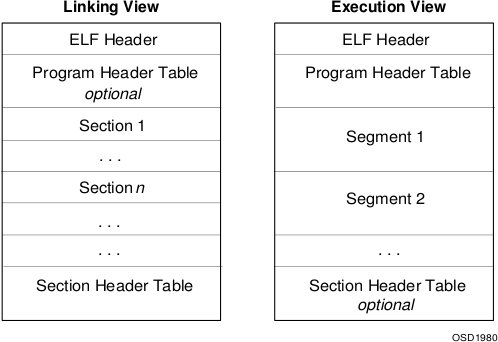 Linking View
ELF Header
Program Header Table
optional
Section 1
. . .
Section n
. . .
. . .
Section Header Table
Execution View
ELF Header
Program Header Table
Segment 1
Segment 2
. . .
Section Header Table
optional
OSD1980